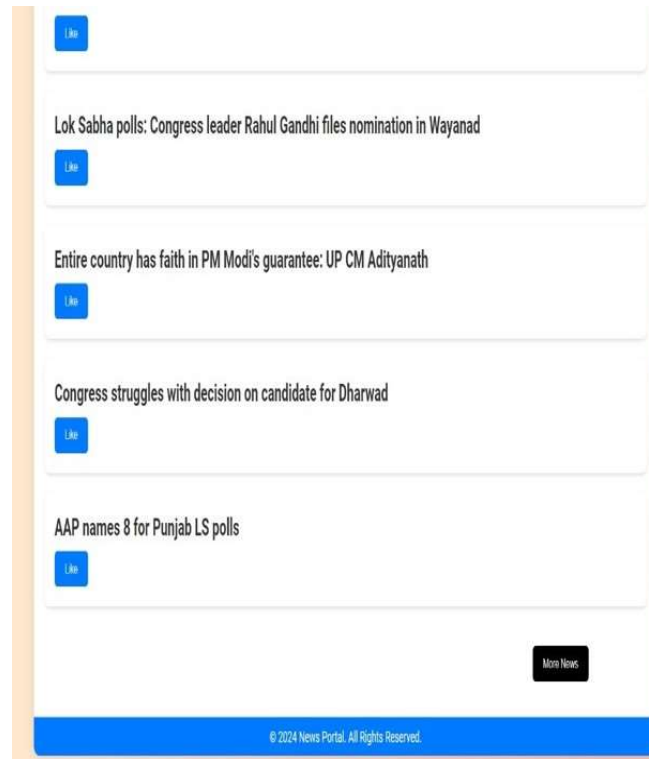 Like
Lok Sabha polls: Congress leader Rahul Gandhi files nomination in Wayanad
Like
Entire country has faith in PM Modi's guarantee: UP CM Adityanath
Like
Congress struggles with decision on candidate for Dharwad
Like
AAP names 8 for Punjab LS polls
Like
More News
© 2024 News Portal. All Rights Reserved.